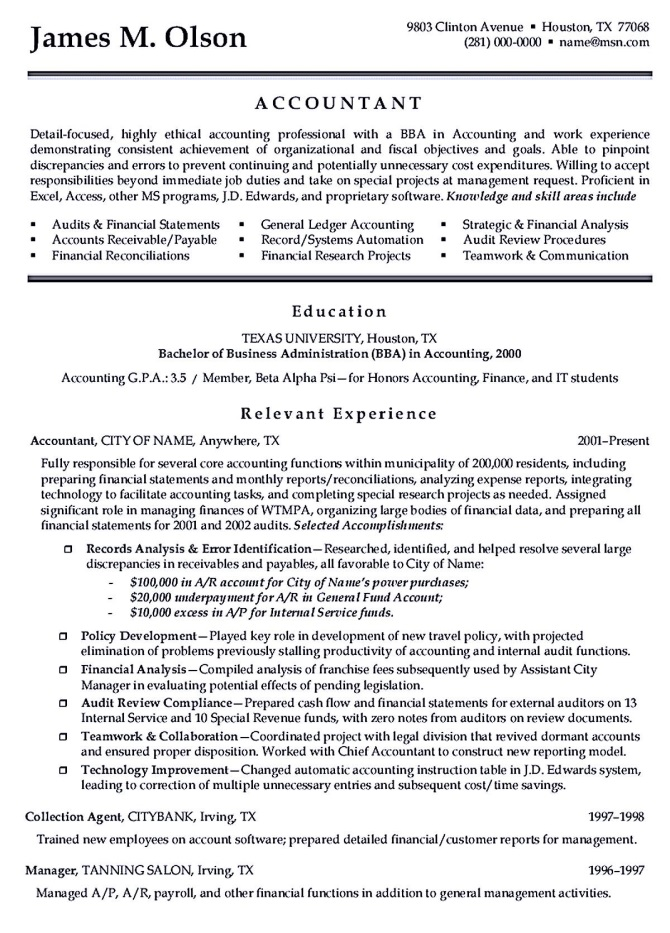 James M. Olson
9803 Clinton Avenue ▪ Houston, TX 77068
(281) 000-0000 ▪ name@msn.com
ACCOUNTANT
Detail-focused, highly ethical accounting professional with a BBA in Accounting and work experience
demonstrating consistent achievement of organizational and fiscal objectives and goals. Able to pinpoint
discrepancies and errors to prevent continuing and potentially unnecessary cost expenditures. Willing to accept
responsibilities beyond immediate job duties and take on special projects at management request. Proficient in
Excel, Access, other MS programs, J.D. Edwards, and proprietary software. Knowledge and skill areas include
▪ Audits & Financial Statements ▪ General Ledger Accounting ▪ Strategic & Financial Analysis
▪ Accounts Receivable/Payable ▪ Record/Systems Automation ▪ Audit Review Procedures
▪ Financial Reconciliations ▪ Financial Research Projects ▪ Teamwork & Communication
Education
TEXAS UNIVERSITY, Houston, TX
Bachelor of Business Administration (BBA) in Accounting, 2000
Accounting G.P.A.: 3.5 / Member, Beta Alpha Psi—for Honors Accounting, Finance, and IT students
Relevant Experience
Accountant, CITY OF NAME, Anywhere, TX 2001–Present
Fully responsible for several core accounting functions within municipality of 200,000 residents, including
preparing financial statements and monthly reports/reconciliations, analyzing expense reports, integrating
technology to facilitate accounting tasks, and completing special research projects as needed. Assigned
significant role in managing finances of WTMPA, organizing large bodies of financial data, and preparing all
financial statements for 2001 and 2002 audits. Selected Accomplishments:
❒ Records Analysis & Error Identification—Researched, identified, and helped resolve several large
discrepancies in receivables and payables, all favorable to City of Name:
- $100,000 in A/R account for City of Name's power purchases;
- $20,000 underpayment for A/R in General Fund Account;
- $10,000 excess in A/P for Internal Service funds.
❒ Policy Development—Played key role in development of new travel policy, with projected
elimination of problems previously stalling productivity of accounting and internal audit functions.
❒ Financial Analysis—Compiled analysis of franchise fees subsequently used by Assistant City
Manager in evaluating potential effects of pending legislation.
❒ Audit Review Compliance—Prepared cash flow and financial statements for external auditors on 13
Internal Service and 10 Special Revenue funds, with zero notes from auditors on review documents.
❒ Teamwork & Collaboration—Coordinated project with legal division that revived dormant accounts
and ensured proper disposition. Worked with Chief Accountant to construct new reporting model.
❒ Technology Improvement—Changed automatic accounting instruction table in J.D. Edwards system,
leading to correction of multiple unnecessary entries and subsequent cost/time savings.
Collection Agent, CITYBANK, Irving, TX 1997–1998
Trained new employees on account software; prepared detailed financial/customer reports for management.
Manager, TANNING SALON, Irving, TX 1996–1997
Managed A/P, A/R, payroll, and other financial functions in addition to general management activities.